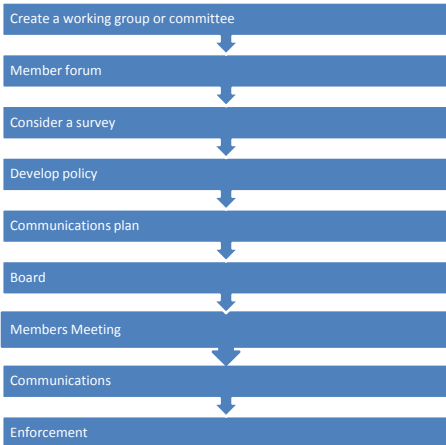 Create a working group or committee
Member forum
Consider a survey
Develop policy
Communications plan
Board
Members Meeting
Communications
Enforcement